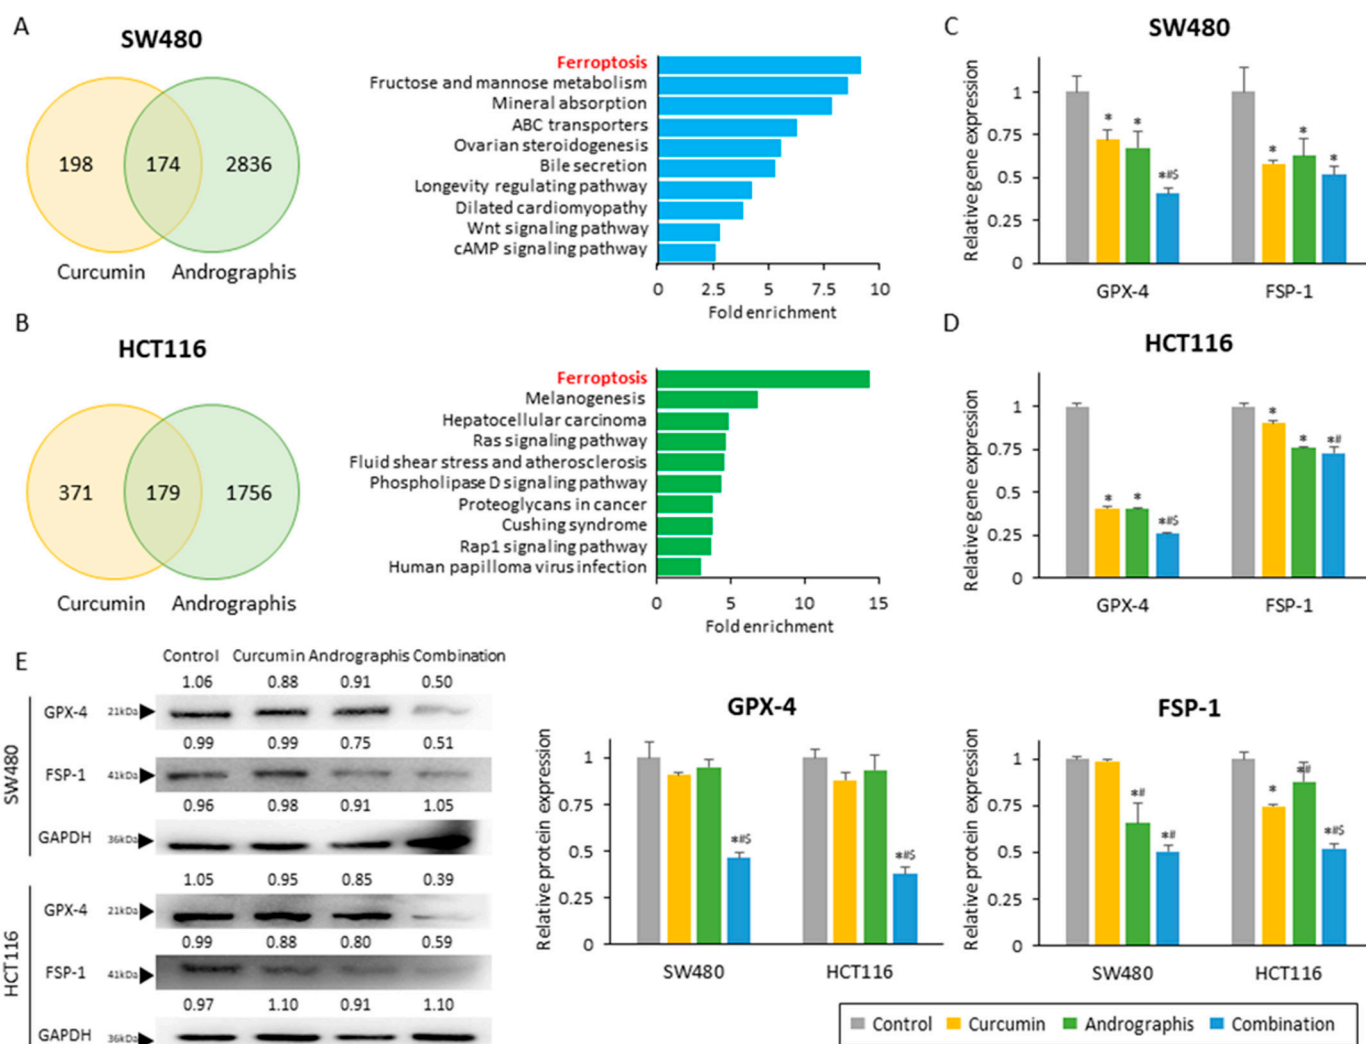 A
SW480
198 174 2836
Curcumin Andrographis
Ferroptosis
Fructose and mannose metabolism
Mineral absorption
ABC transporters
Ovarian steroidogenesis
Bile secretion
Longevity regulating pathway
Dilated cardiomyopathy
Wnt signaling pathway
cAMP signaling pathway
0 2.5 5 7.5 10
Fold enrichment
B
HCT116
371 179 1756
Curcumin Andrographis
Ferroptosis
Melanogenesis
Hepatocellular carcinoma
Ras signaling pathway
Fluid shear stress and atherosclerosis
Phospholipase D signaling pathway
Proteoglycans in cancer
Cushing syndrome
Rap1 signaling pathway
Human papilloma virus infection
0 5 10 15
Fold enrichment
C
SW480
Relative gene expression
1
0.75
0.5
0.25
0
* * *#$
* * *
GPX-4 FSP-1
D
HCT116
Relative gene expression
1
0.75
0.5
0.25
0
* * *#$
* * *#
GPX-4 FSP-1
E
Control Curcumin Andrographis Combination
SW480
1.06 0.88 0.91 0.50
GPX-4 21kDa
0.99 0.99 0.75 0.51
FSP-1 41kDa
0.96 0.98 0.91 1.05
GAPDH 36kDa
HCT116
1.05 0.95 0.85 0.39
GPX-4 21kDa
0.99 0.88 0.80 0.59
FSP-1 41kDa
0.97 1.10 0.91 1.10
GAPDH 36kDa
GPX-4
Relative protein expression
1
0.75
0.5
0.25
0
*#$ *#$
SW480 HCT116
FSP-1
Relative protein expression
1
0.75
0.5
0.25
0
*# *#
* *# *#$
SW480 HCT116
Control Curcumin Andrographis Combination